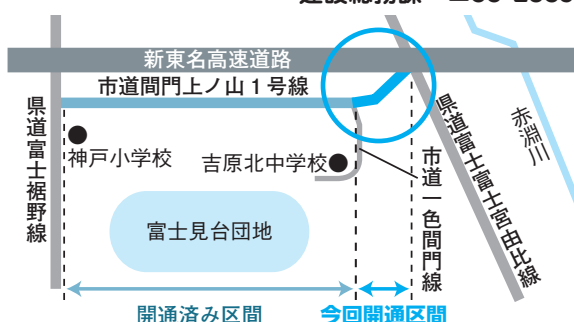 新東名高速道路
市道間門上ノ山1号線
県道富士裾野線
神戸小学校
吉原北中学校
富士見台団地
市道一色間門線
県道富士富士宮由比線
赤淵川
開通済み区間
今回開通区間